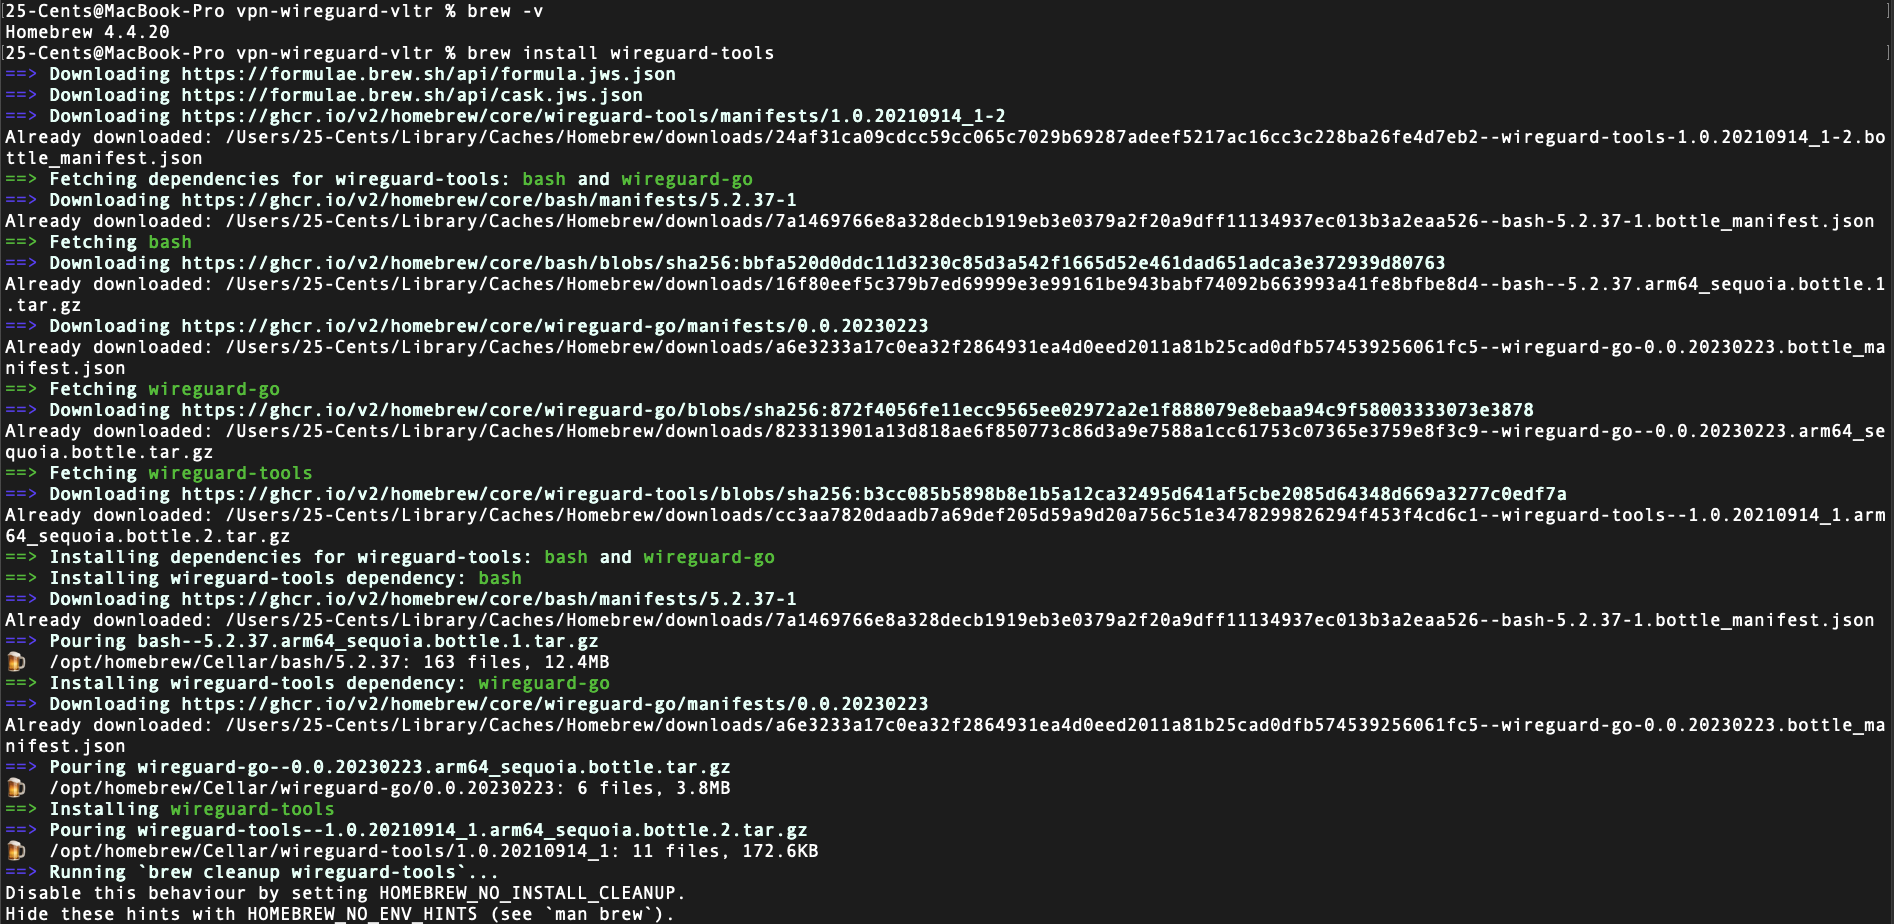 [25-Cents@MacBook-Pro vpn-wireguard-vltr % brew -v ]
Homebrew 4.4.20
[25-Cents@MacBook-Pro vpn-wireguard-vltr % brew install wireguard-tools ]
==> Downloading https://formulae.brew.sh/api/formula.jws.json
==> Downloading https://formulae.brew.sh/api/cask.jws.json
==> Downloading https://ghcr.io/v2/homebrew/core/wireguard-tools/manifests/1.0.20210914_1-2
Already downloaded: /Users/25-Cents/Library/Caches/Homebrew/downloads/24af31ca09cdcc59cc065c7029b69287adeef5217ac16cc3c228ba26fe4d7eb2--wireguard-tools-1.0.20210914_1-2.bo
ttle_manifest.json
==> Fetching dependencies for wireguard-tools: bash and wireguard-go
==> Downloading https://ghcr.io/v2/homebrew/core/bash/manifests/5.2.37-1
Already downloaded: /Users/25-Cents/Library/Caches/Homebrew/downloads/7a1469766e8a328decb1919eb3e0379a2f20a9dff11134937ec013b3a2eaa526--bash-5.2.37-1.bottle_manifest.json
==> Fetching bash
==> Downloading https://ghcr.io/v2/homebrew/core/bash/blobs/sha256:bbfa520d0ddc11d3230c85d3a542f1665d52e461dad651adca3e372939d80763
Already downloaded: /Users/25-Cents/Library/Caches/Homebrew/downloads/16f80eef5c379b7ed69999e3e99161be943babf74092b663993a41fe8bfbe8d4--bash--5.2.37.arm64_sequoia.bottle.1
.tar.gz
==> Downloading https://ghcr.io/v2/homebrew/core/wireguard-go/manifests/0.0.20230223
Already downloaded: /Users/25-Cents/Library/Caches/Homebrew/downloads/a6e3233a17c0ea32f2864931ea4d0eed2011a81b25cad0dfb574539256061fc5--wireguard-go-0.0.20230223.bottle_ma
nifest.json
==> Fetching wireguard-go
==> Downloading https://ghcr.io/v2/homebrew/core/wireguard-go/blobs/sha256:872f4056fe11ecc9565ee02972a2e1f888079e8ebaa94c9f58003333073e3878
Already downloaded: /Users/25-Cents/Library/Caches/Homebrew/downloads/823313901a13d818ae6f850773c86d3a9e7588a1cc61753c07365e3759e8f3c9--wireguard-go--0.0.20230223.arm64_se
quoia.bottle.tar.gz
==> Fetching wireguard-tools
==> Downloading https://ghcr.io/v2/homebrew/core/wireguard-tools/blobs/sha256:b3cc085b5898b8e1b5a12ca32495d641af5cbe2085d64348d669a3277c0edf7a
Already downloaded: /Users/25-Cents/Library/Caches/Homebrew/downloads/cc3aa7820daadb7a69def205d59a9d20a756c51e3478299826294f453f4cd6c1--wireguard-tools--1.0.20210914_1.arm
64_sequoia.bottle.2.tar.gz
==> Installing dependencies for wireguard-tools: bash and wireguard-go
==> Installing wireguard-tools dependency: bash
==> Downloading https://ghcr.io/v2/homebrew/core/bash/manifests/5.2.37-1
Already downloaded: /Users/25-Cents/Library/Caches/Homebrew/downloads/7a1469766e8a328decb1919eb3e0379a2f20a9dff11134937ec013b3a2eaa526--bash-5.2.37-1.bottle_manifest.json
==> Pouring bash--5.2.37.arm64_sequoia.bottle.1.tar.gz
🍺  /opt/homebrew/Cellar/bash/5.2.37: 163 files, 12.4MB
==> Installing wireguard-tools dependency: wireguard-go
==> Downloading https://ghcr.io/v2/homebrew/core/wireguard-go/manifests/0.0.20230223
Already downloaded: /Users/25-Cents/Library/Caches/Homebrew/downloads/a6e3233a17c0ea32f2864931ea4d0eed2011a81b25cad0dfb574539256061fc5--wireguard-go-0.0.20230223.bottle_ma
nifest.json
==> Pouring wireguard-go--0.0.20230223.arm64_sequoia.bottle.tar.gz
🍺  /opt/homebrew/Cellar/wireguard-go/0.0.20230223: 6 files, 3.8MB
==> Installing wireguard-tools
==> Pouring wireguard-tools--1.0.20210914_1.arm64_sequoia.bottle.2.tar.gz
🍺  /opt/homebrew/Cellar/wireguard-tools/1.0.20210914_1: 11 files, 172.6KB
==> Running `brew cleanup wireguard-tools`...
Disable this behaviour by setting HOMEBREW_NO_INSTALL_CLEANUP.
Hide these hints with HOMEBREW_NO_ENV_HINTS (see `man brew`).